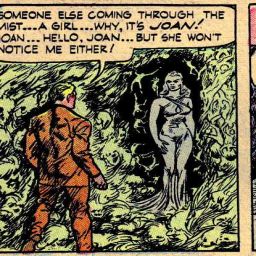 SOMEONE ELSE COMING THROUGH THE
MIST...A GIRL...WHY, IT'S JOAN!
JOAN... HELLO, JOAN... BUT SHE WON'T
NOTICE ME EITHER!